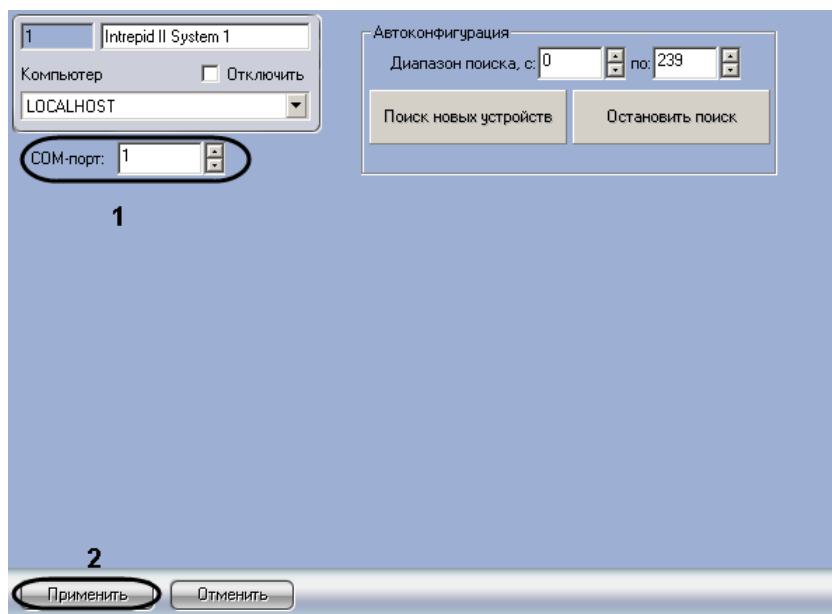 1 Intrepid II System 1
Компьютер Отключить
LOCALHOST
COM-порт: 1
1
Автоконфигурация
Диапазон поиска, с: 0 по: 239
Поиск новых устройств Остановить поиск
2
Применить Отменить